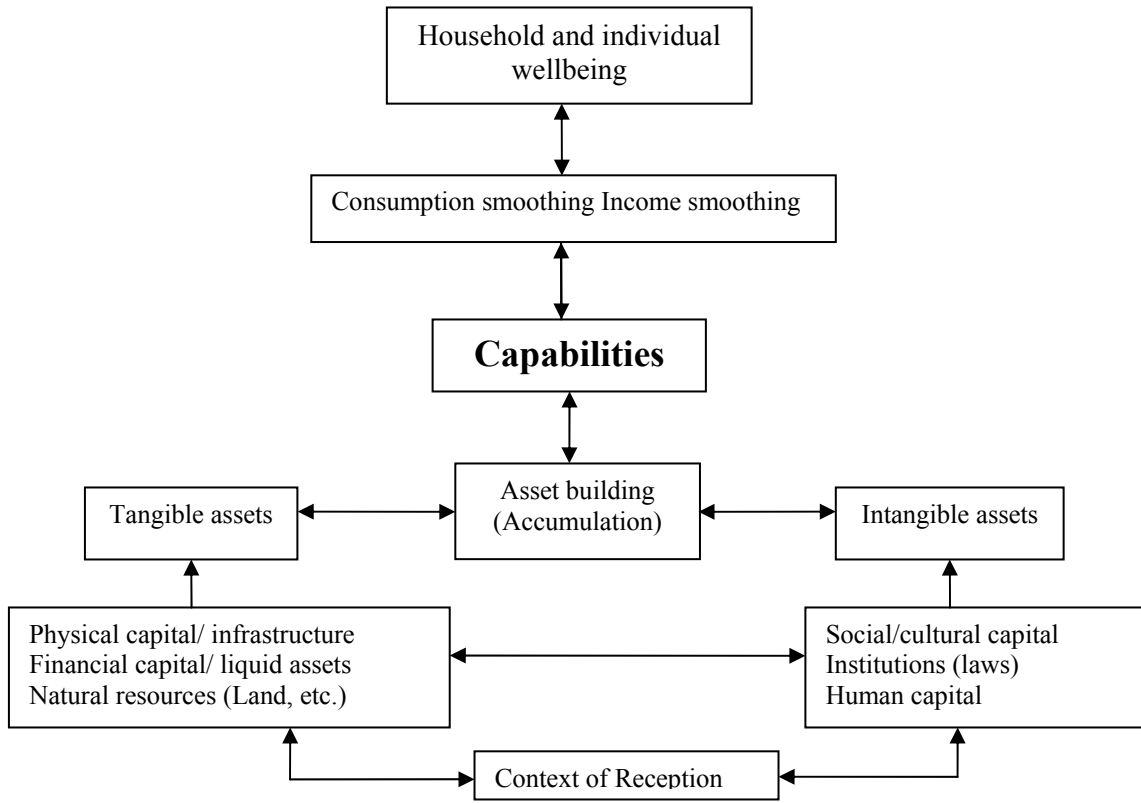 Household and individual
wellbeing
Consumption smoothing Income smoothing
Capabilities
Asset building
(Accumulation)
Tangible assets
Intangible assets
Physical capital/ infrastructure
Financial capital/ liquid assets
Natural resources (Land, etc.)
Social/cultural capital
Institutions (laws)
Human capital
Context of Reception